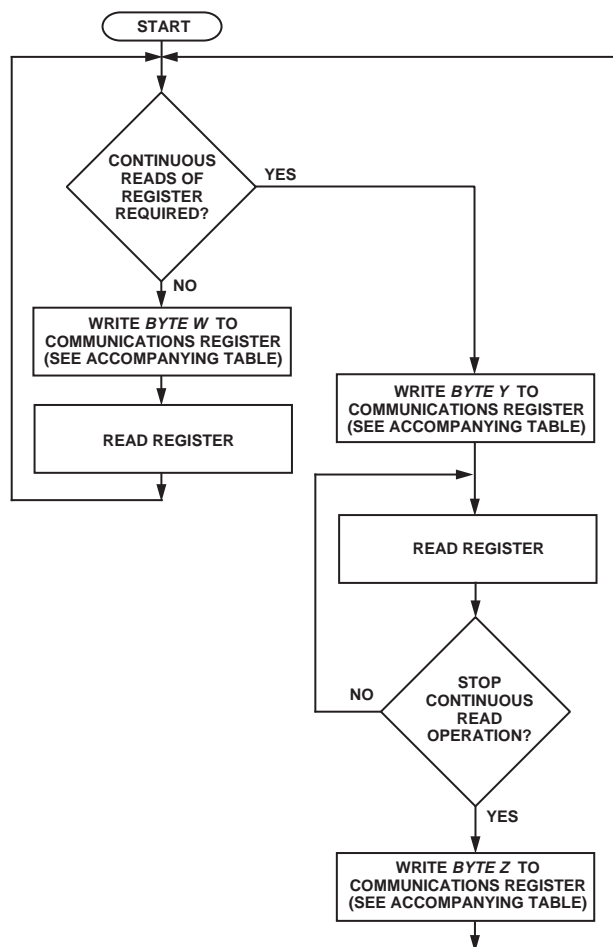 START
CONTINUOUS
READS OF
REGISTER
REQUIRED?
YES
NO
WRITE BYTE W TO
COMMUNICATIONS REGISTER
(SEE ACCOMPANYING TABLE)
READ REGISTER
WRITE BYTE Y TO
COMMUNICATIONS REGISTER
(SEE ACCOMPANYING TABLE)
READ REGISTER
STOP
CONTINUOUS
READ
OPERATION?
NO
YES
WRITE BYTE Z TO
COMMUNICATIONS REGISTER
(SEE ACCOMPANYING TABLE)